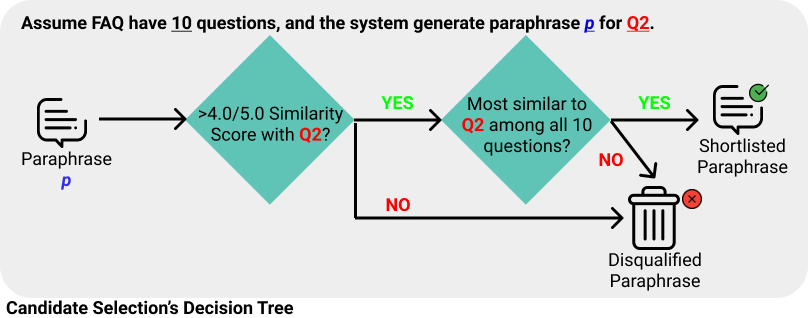 Assume FAQ have 10 questions, and the system generate paraphrase p for Q2.
>4.0/5.0 Similarity
Score with Q2?
YES
Most similar to
Q2 among all 10
questions?
YES
NO
Shortlisted
Paraphrase
Paraphrase
p
NO
Disqualified
Paraphrase
Candidate Selection's Decision Tree